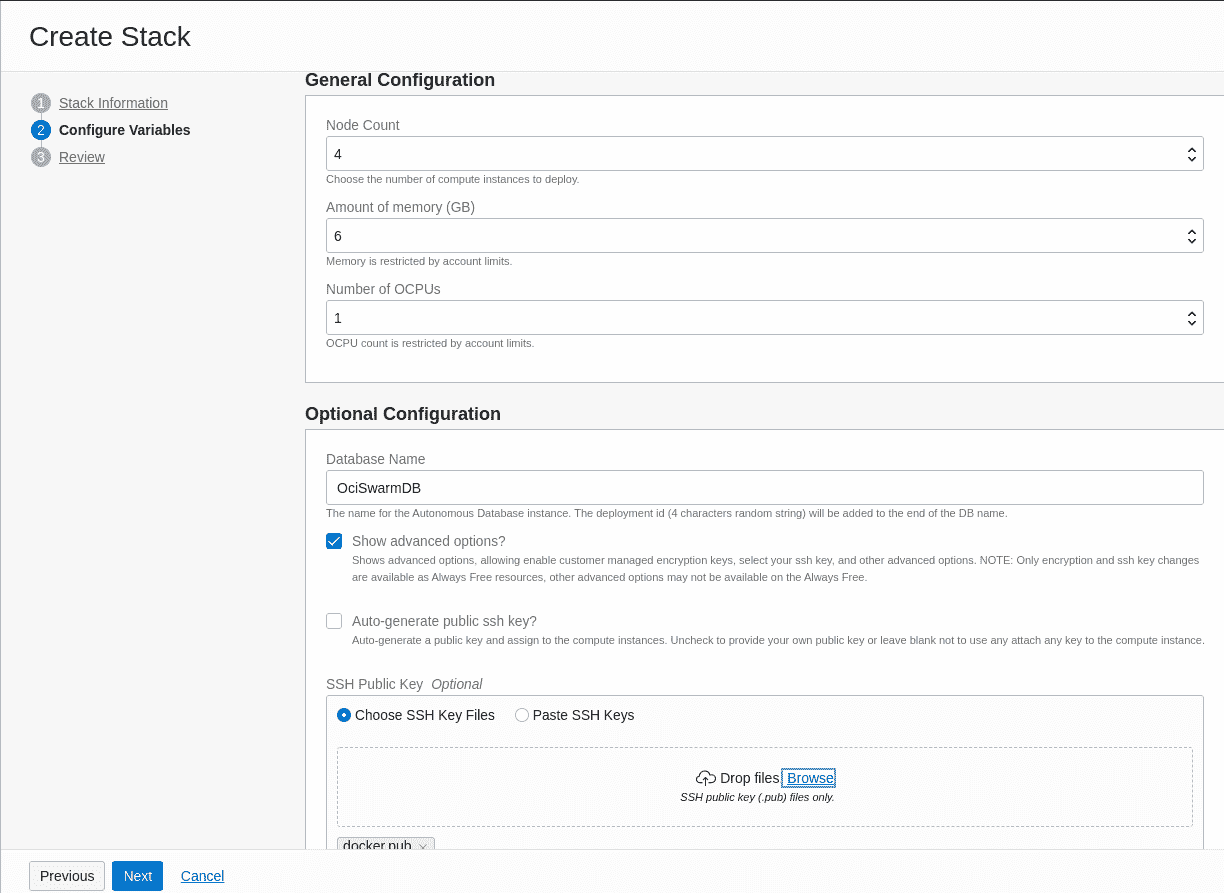 Create Stack
1 Stack Information
2 Configure Variables
3 Review
General Configuration
Node Count
4
Choose the number of compute instances to deploy.
Amount of memory (GB)
6
Memory is restricted by account limits.
Number of OCPUs
1
OCPU count is restricted by account limits.
Optional Configuration
Database Name
OciSwarmDB
The name for the Autonomous Database instance. The deployment id (4 characters random string) will be added to the end of the DB name.
Show advanced options?
Shows advanced options, allowing enable customer managed encryption keys, select your ssh key, and other advanced options. NOTE: Only encryption and ssh key changes
are available as Always Free resources, other advanced options may not be available on the Always Free.
Auto-generate public ssh key?
Auto-generate a public key and assign to the compute instances. Uncheck to provide your own public key or leave blank not to use any attach any key to the compute instance.
SSH Public Key Optional
Choose SSH Key Files Paste SSH Keys
Drop files Browse
SSH public key (.pub) files only.
docker.pub ×
Previous Next Cancel